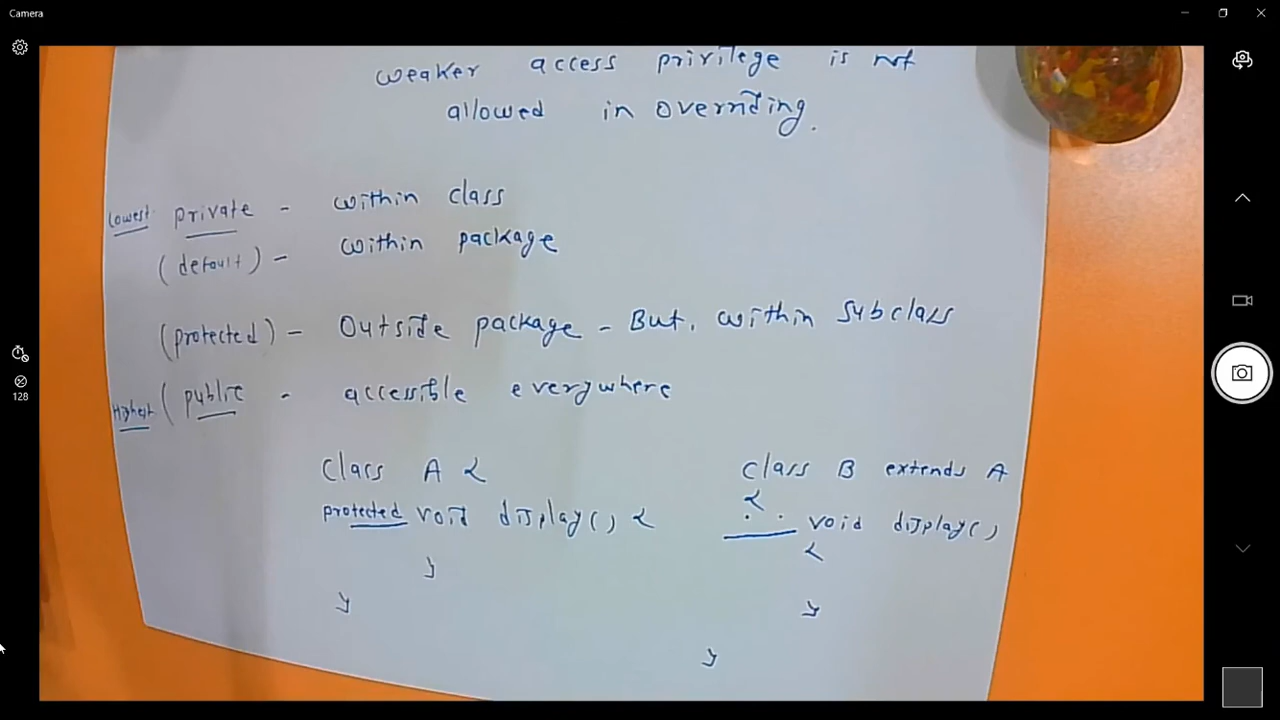 Camera
weaker access privilege is not
allowed in overriding.
Lowest. private - within class
(default) - within package
(protected) - Outside package - But, within subclass
Highest (public - accessible everywhere
class A {
protected void display() {
}
}
class B extends A
{
. . void display()
{
}
}
128